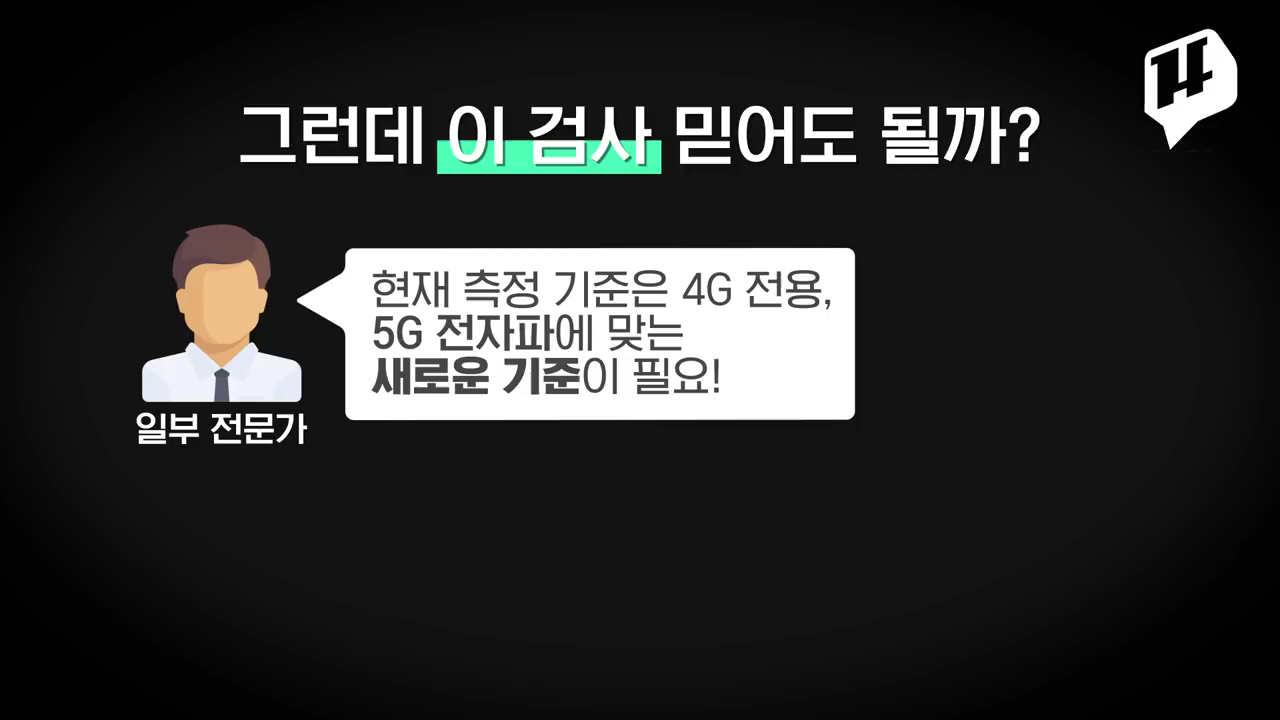 그런데 이 검사 믿어도 될까?
현재 측정 기준은 4G 전용,
5G 전자파에 맞는
새로운 기준이 필요!
일부 전문가